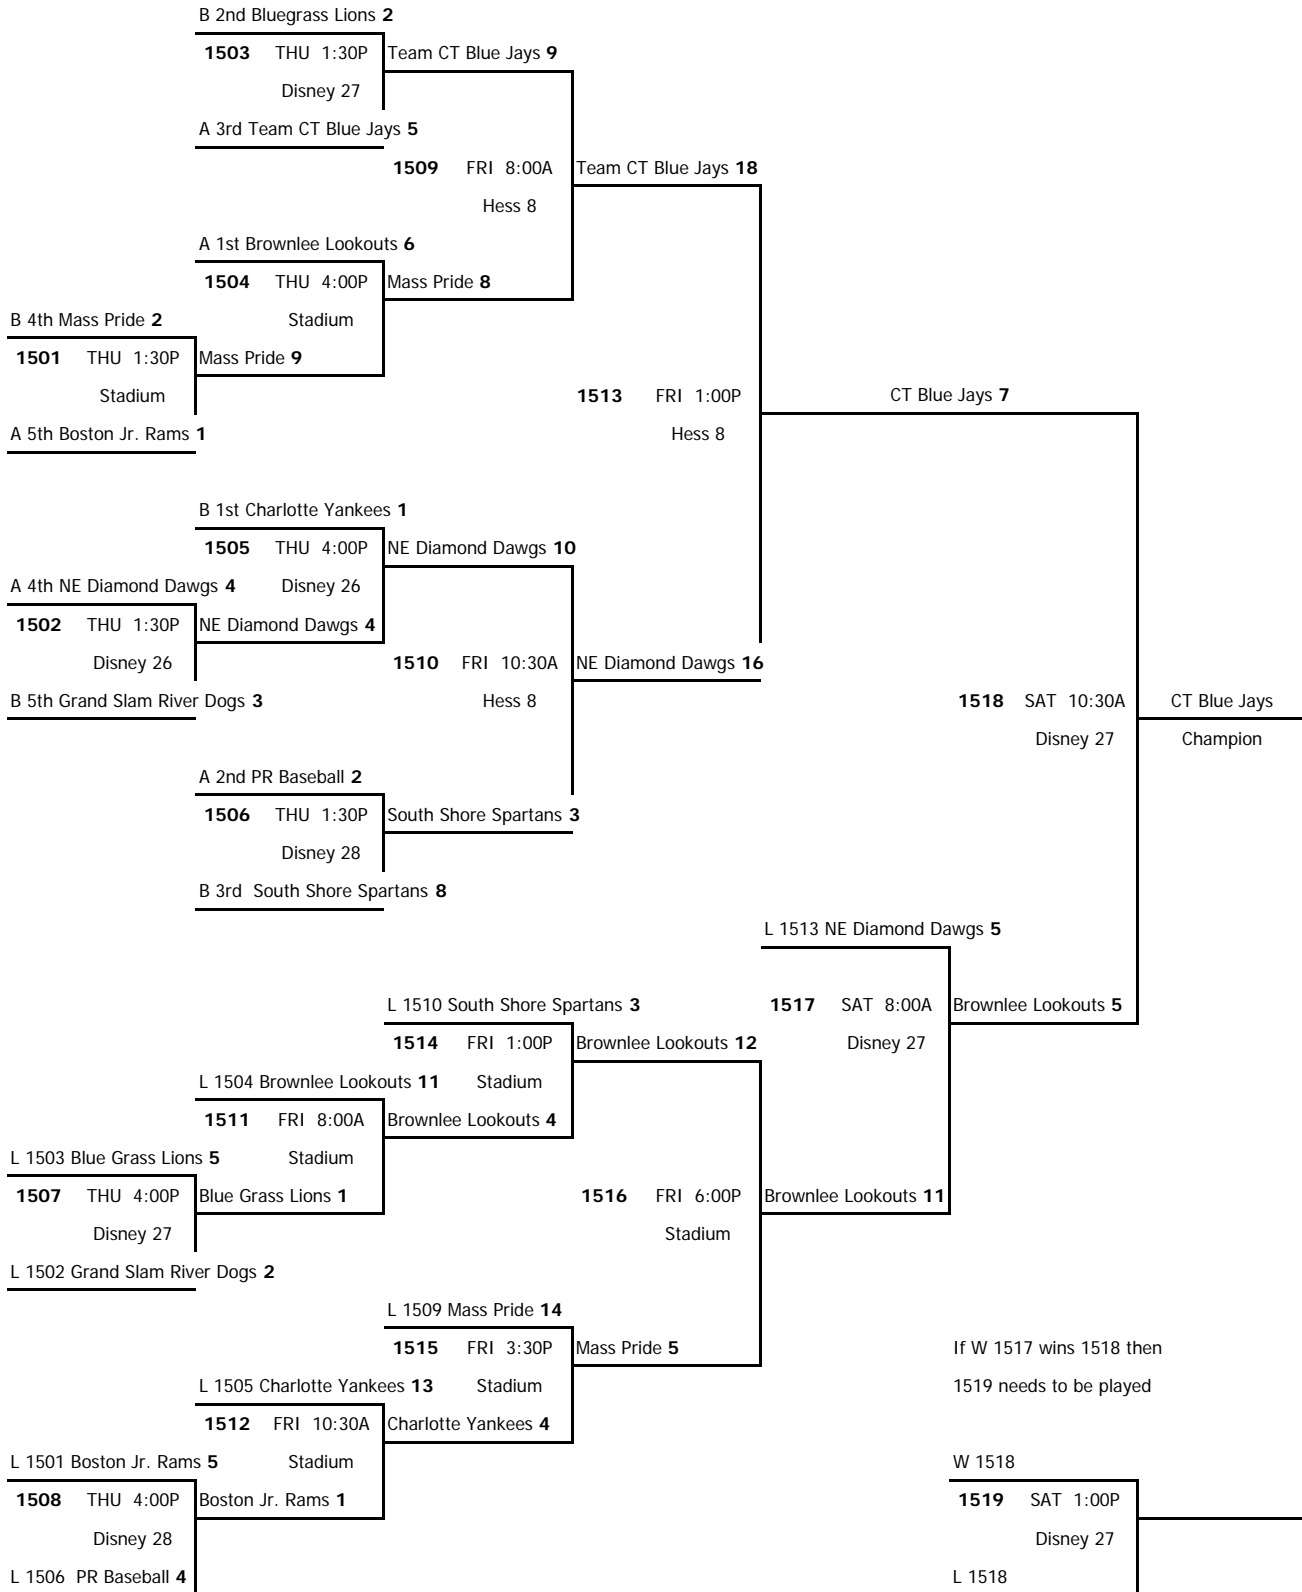 B 2nd Bluegrass Lions 2
1503 THU 1:30P Team CT Blue Jays 9
Disney 27
A 3rd Team CT Blue Jays 5
1509 FRI 8:00A Team CT Blue Jays 18
Hess 8
A 1st Brownlee Lookouts 6
1504 THU 4:00P Mass Pride 8
B 4th Mass Pride 2 Stadium
1501 THU 1:30P Mass Pride 9
Stadium 1513 FRI 1:00P CT Blue Jays 7
A 5th Boston Jr. Rams 1 Hess 8
B 1st Charlotte Yankees 1
1505 THU 4:00P NE Diamond Dawgs 10
A 4th NE Diamond Dawgs 4 Disney 26
1502 THU 1:30P NE Diamond Dawgs 4
Disney 26 1510 FRI 10:30A NE Diamond Dawgs 16
B 5th Grand Slam River Dogs 3 Hess 8 1518 SAT 10:30A CT Blue Jays
Disney 27 Champion
A 2nd PR Baseball 2
1506 THU 1:30P South Shore Spartans 3
Disney 28
B 3rd South Shore Spartans 8
L 1513 NE Diamond Dawgs 5
L 1510 South Shore Spartans 3 1517 SAT 8:00A Brownlee Lookouts 5
1514 FRI 1:00P Brownlee Lookouts 12 Disney 27
L 1504 Brownlee Lookouts 11 Stadium
1511 FRI 8:00A Brownlee Lookouts 4
L 1503 Blue Grass Lions 5 Stadium
1507 THU 4:00P Blue Grass Lions 1 1516 FRI 6:00P Brownlee Lookouts 11
Disney 27 Stadium
L 1502 Grand Slam River Dogs 2
L 1509 Mass Pride 14
1515 FRI 3:30P Mass Pride 5 If W 1517 wins 1518 then
L 1505 Charlotte Yankees 13 Stadium 1519 needs to be played
1512 FRI 10:30A Charlotte Yankees 4
L 1501 Boston Jr. Rams 5 Stadium W 1518
1508 THU 4:00P Boston Jr. Rams 1 1519 SAT 1:00P
Disney 28 Disney 27
L 1506 PR Baseball 4 L 1518